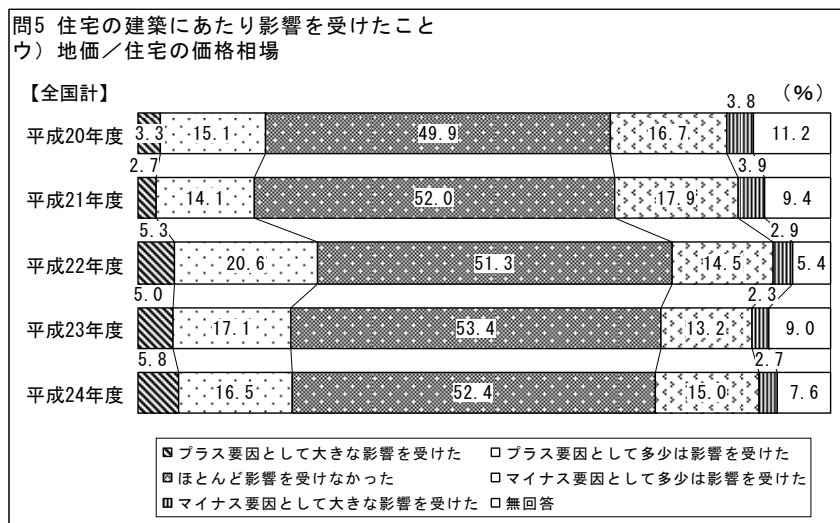 問5 住宅の建築にあたり影響を受けたこと
ウ）地価／住宅の価格相場
【全国計】 （%）
3.8
平成20年度 3.3 15.1 49.9 16.7 11.2
2.7 3.9
平成21年度 14.1 52.0 17.9 9.4
5.3 2.9
平成22年度 20.6 51.3 14.5 5.4
5.0 2.3
平成23年度 17.1 53.4 13.2 9.0
5.8 2.7
平成24年度 16.5 52.4 15.0 7.6
プラス要因として大きな影響を受けた プラス要因として多少は影響を受けた
ほとんど影響を受けなかった マイナス要因として多少は影響を受けた
マイナス要因として大きな影響を受けた 無回答